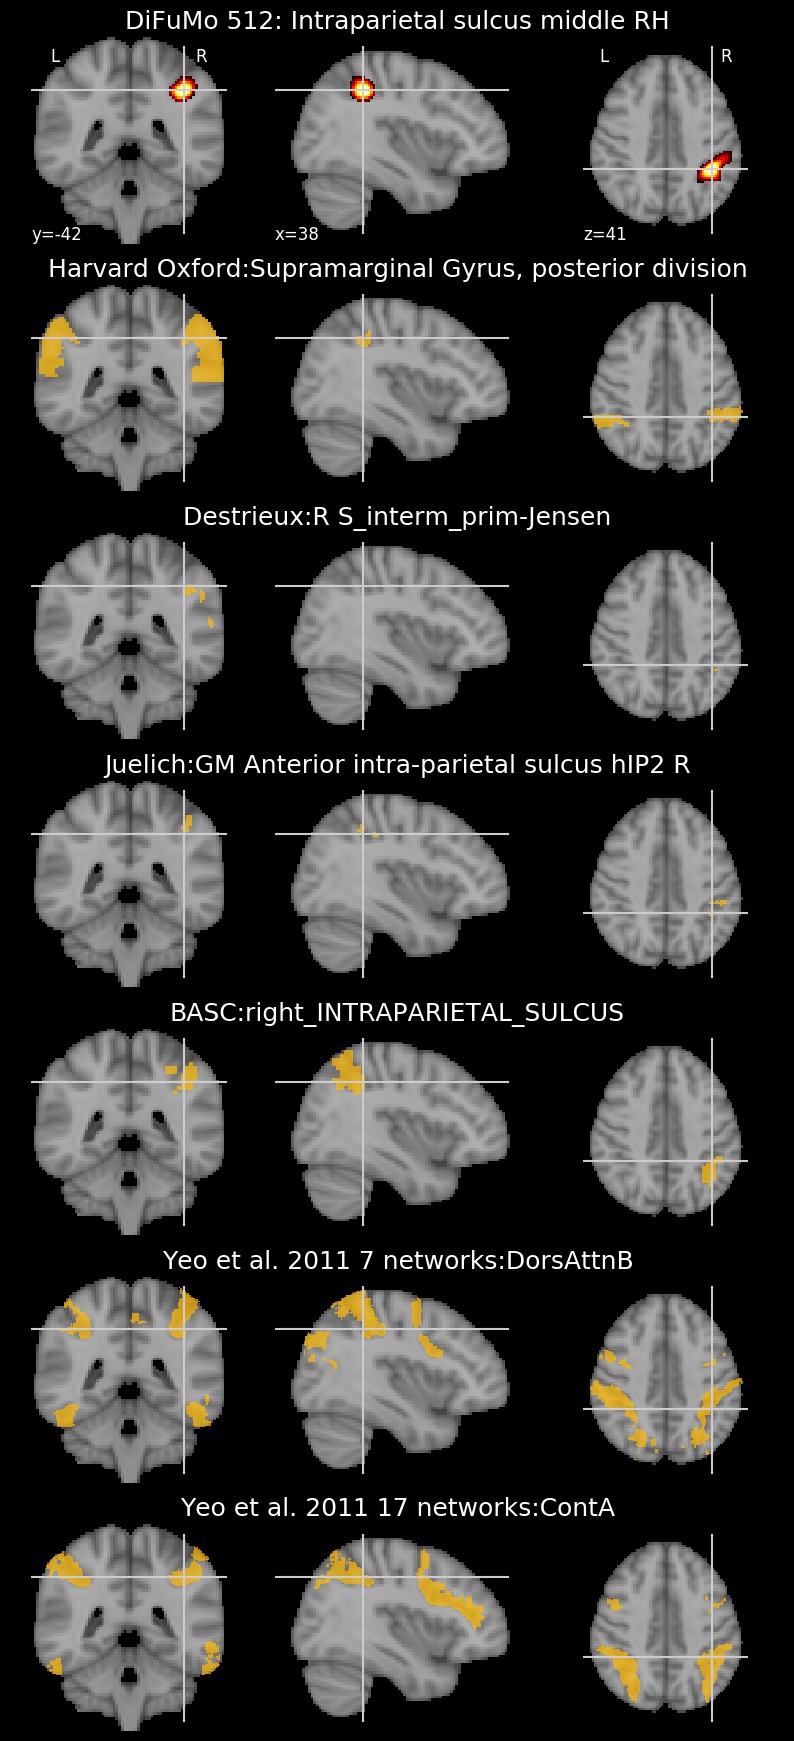 DiFuMo 512: Intraparietal sulcus middle RH
L R L R
y=-42 x=38 z=41
Harvard Oxford:Supramarginal Gyrus, posterior division
Destrieux:R S_interm_prim-Jensen
Juelich:GM Anterior intra-parietal sulcus hIP2 R
BASC:right_INTRAPARIETAL_SULCUS
Yeo et al. 2011 7 networks:DorsAttnB
Yeo et al. 2011 17 networks:ContA